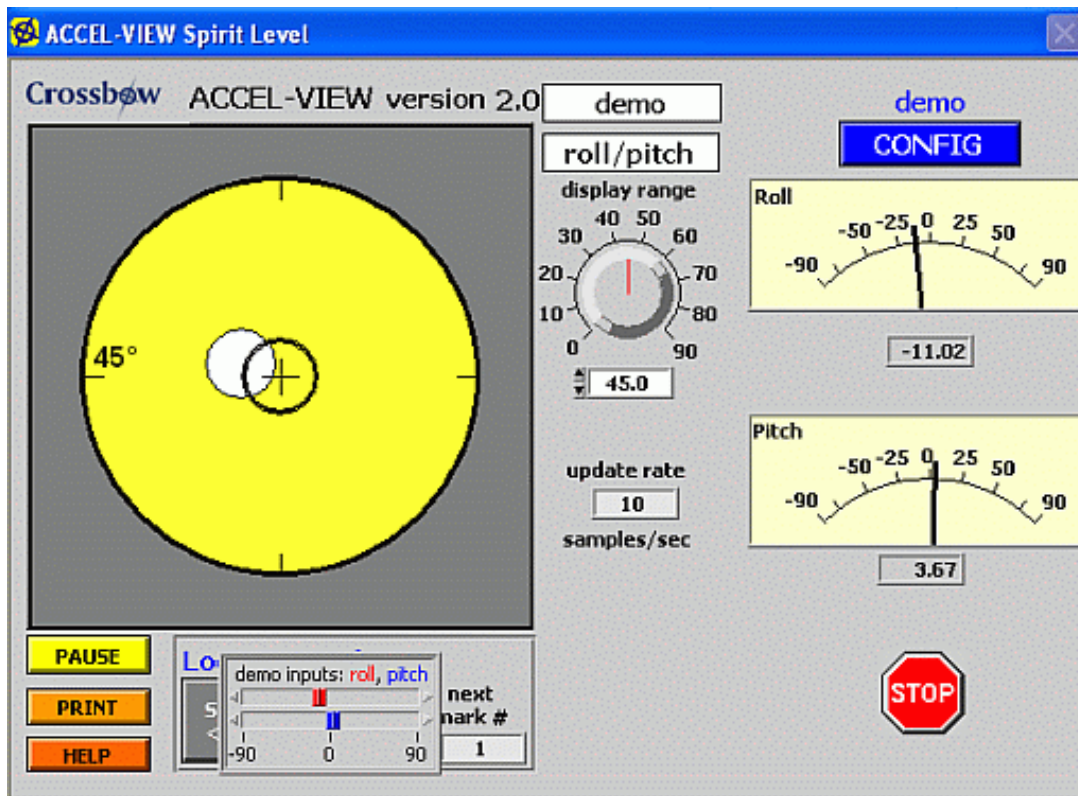 ACCEL-VIEW Spirit Level
Crossbow
ACCEL-VIEW version 2.0
45°
demo
roll/pitch
display range
0 10 20 30 40 50 60 70 80 90
45.0
update rate
10
samples/sec
demo
CONFIG
Roll
-90 -50 -25 0 25 50 90
-11.02
Pitch
-90 -50 -25 0 25 50 90
3.67
STOP
PAUSE
PRINT
HELP
demo inputs: roll, pitch
-90 0 90
next
mark #
1